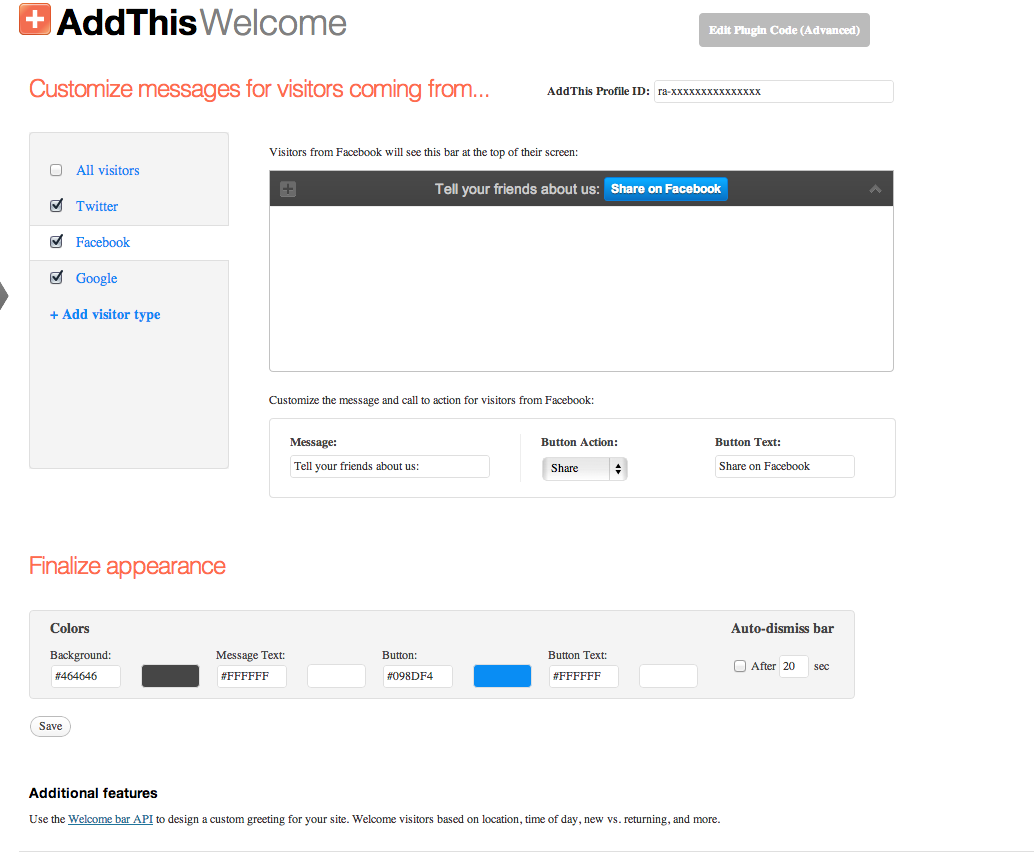 AddThis Welcome
Edit Plugin Code (Advanced)
Customize messages for visitors coming from...
AddThis Profile ID: ra-xxxxxxxxxxxxxxx
All visitors
Twitter
Facebook
Google
+ Add visitor type
Visitors from Facebook will see this bar at the top of their screen:
Tell your friends about us: Share on Facebook
Customize the message and call to action for visitors from Facebook:
Message: Button Action: Button Text:
Tell your friends about us: Share Share on Facebook
Finalize appearance
Colors Auto-dismiss bar
Background: Message Text: Button: Button Text:
#464646 #FFFFFF #098DF4 #FFFFFF After 20 sec
Save
Additional features
Use the Welcome bar API to design a custom greeting for your site. Welcome visitors based on location, time of day, new vs. returning, and more.